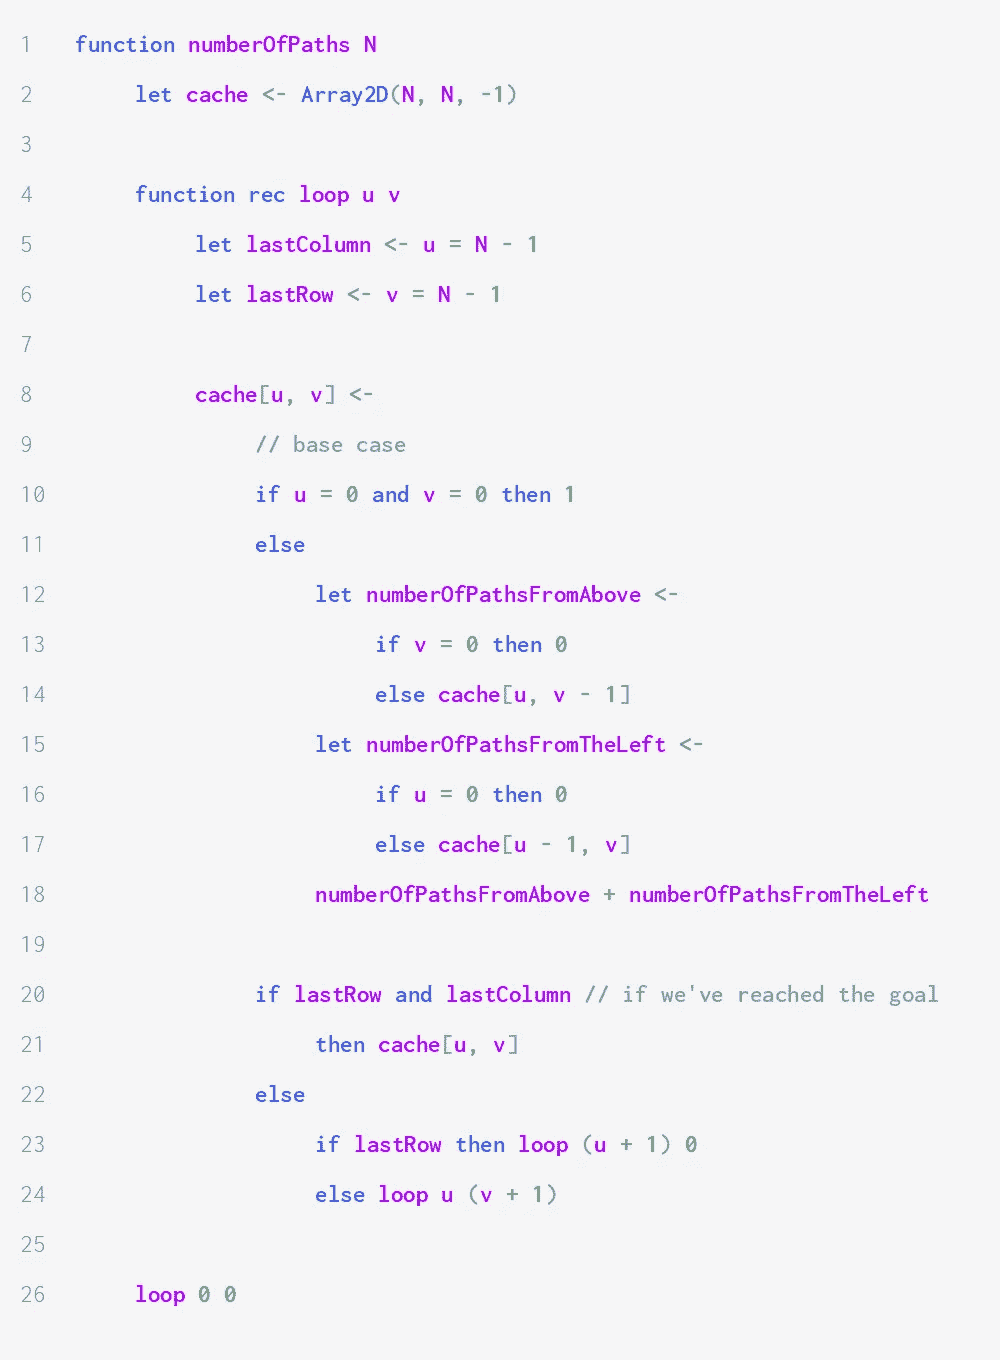 1 function numberOfPaths N
2 let cache <- Array2D(N, N, -1)
3
4 function rec loop u v
5 let lastColumn <- u = N - 1
6 let lastRow <- v = N - 1
7
8 cache[u, v] <-
9 // base case
10 if u = 0 and v = 0 then 1
11 else
12 let numberOfPathsFromAbove <-
13 if v = 0 then 0
14 else cache[u, v - 1]
15 let numberOfPathsFromTheLeft <-
16 if u = 0 then 0
17 else cache[u - 1, v]
18 numberOfPathsFromAbove + numberOfPathsFromTheLeft
19
20 if lastRow and lastColumn // if we've reached the goal
21 then cache[u, v]
22 else
23 if lastRow then loop (u + 1) 0
24 else loop u (v + 1)
25
26 loop 0 0